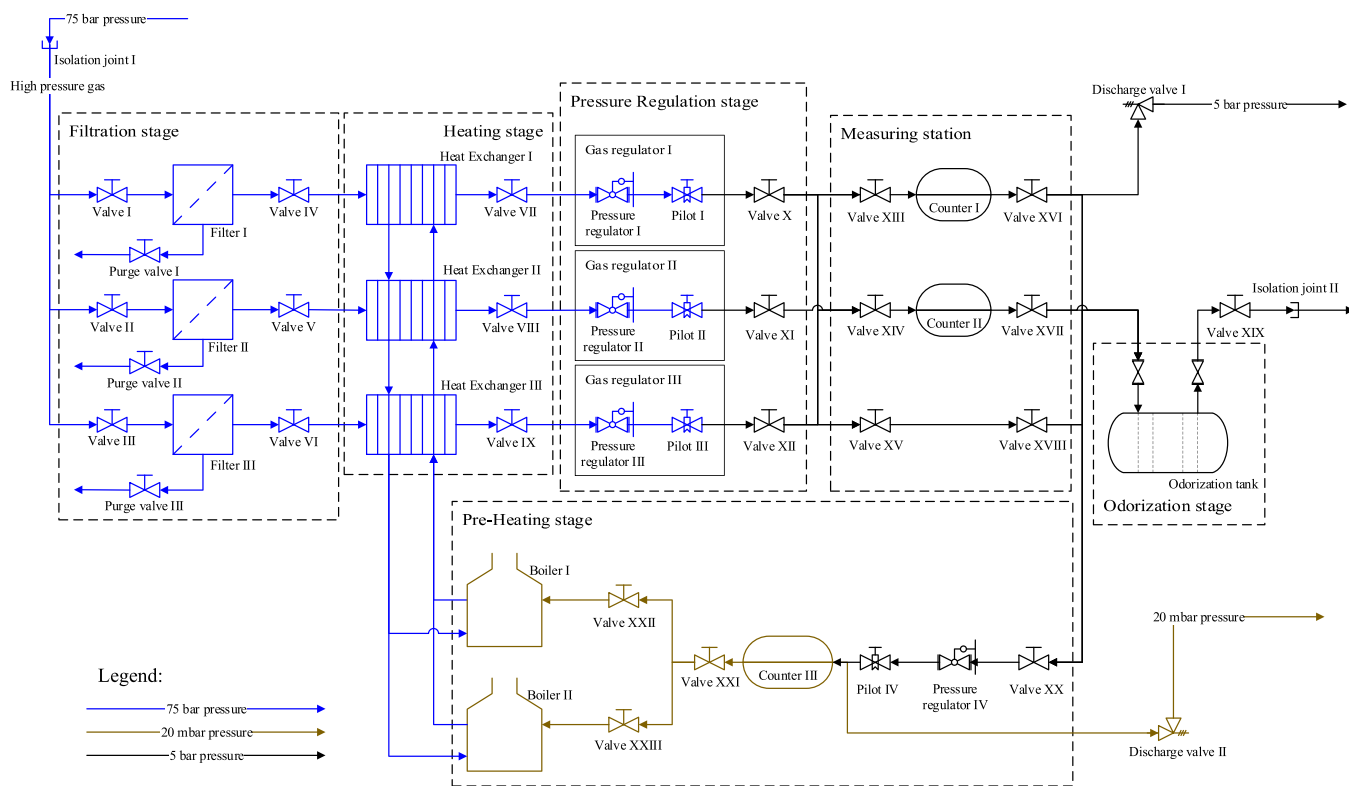 75 bar pressure
Isolation joint I
High pressure gas
Filtration stage
Valve I
Filter I
Valve IV
Purge valve I
Valve II
Filter II
Valve V
Purge valve II
Valve III
Filter III
Valve VI
Purge valve III
Heating stage
Heat Exchanger I
Valve VII
Heat Exchanger II
Valve VIII
Heat Exchanger III
Valve IX
Pressure Regulation stage
Gas regulator I
Pressure
regulator I
Pilot I
Valve X
Gas regulator II
Pressure
regulator II
Pilot II
Valve XI
Gas regulator III
Pressure
regulator III
Pilot III
Valve XII
Measuring station
Valve XIII
Counter I
Valve XVI
Valve XIV
Counter II
Valve XVII
Valve XV
Valve XVIII
Discharge valve I
5 bar pressure
Isolation joint II
Valve XIX
Odorization tank
Odorization stage
Pre-Heating stage
Boiler I
Valve XXII
Boiler II
Valve XXIII
Valve XXI
Counter III
Pilot IV
Pressure
regulator IV
Valve XX
20 mbar pressure
Discharge valve II
Legend:
75 bar pressure
20 mbar pressure
5 bar pressure